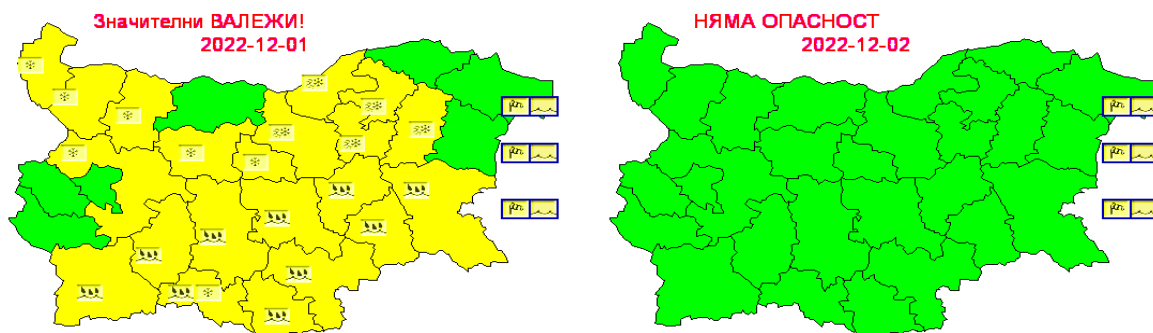 Значителни ВАЛЕЖИ!
2022-12-01
НЯМА ОПАСНОСТ
2022-12-02